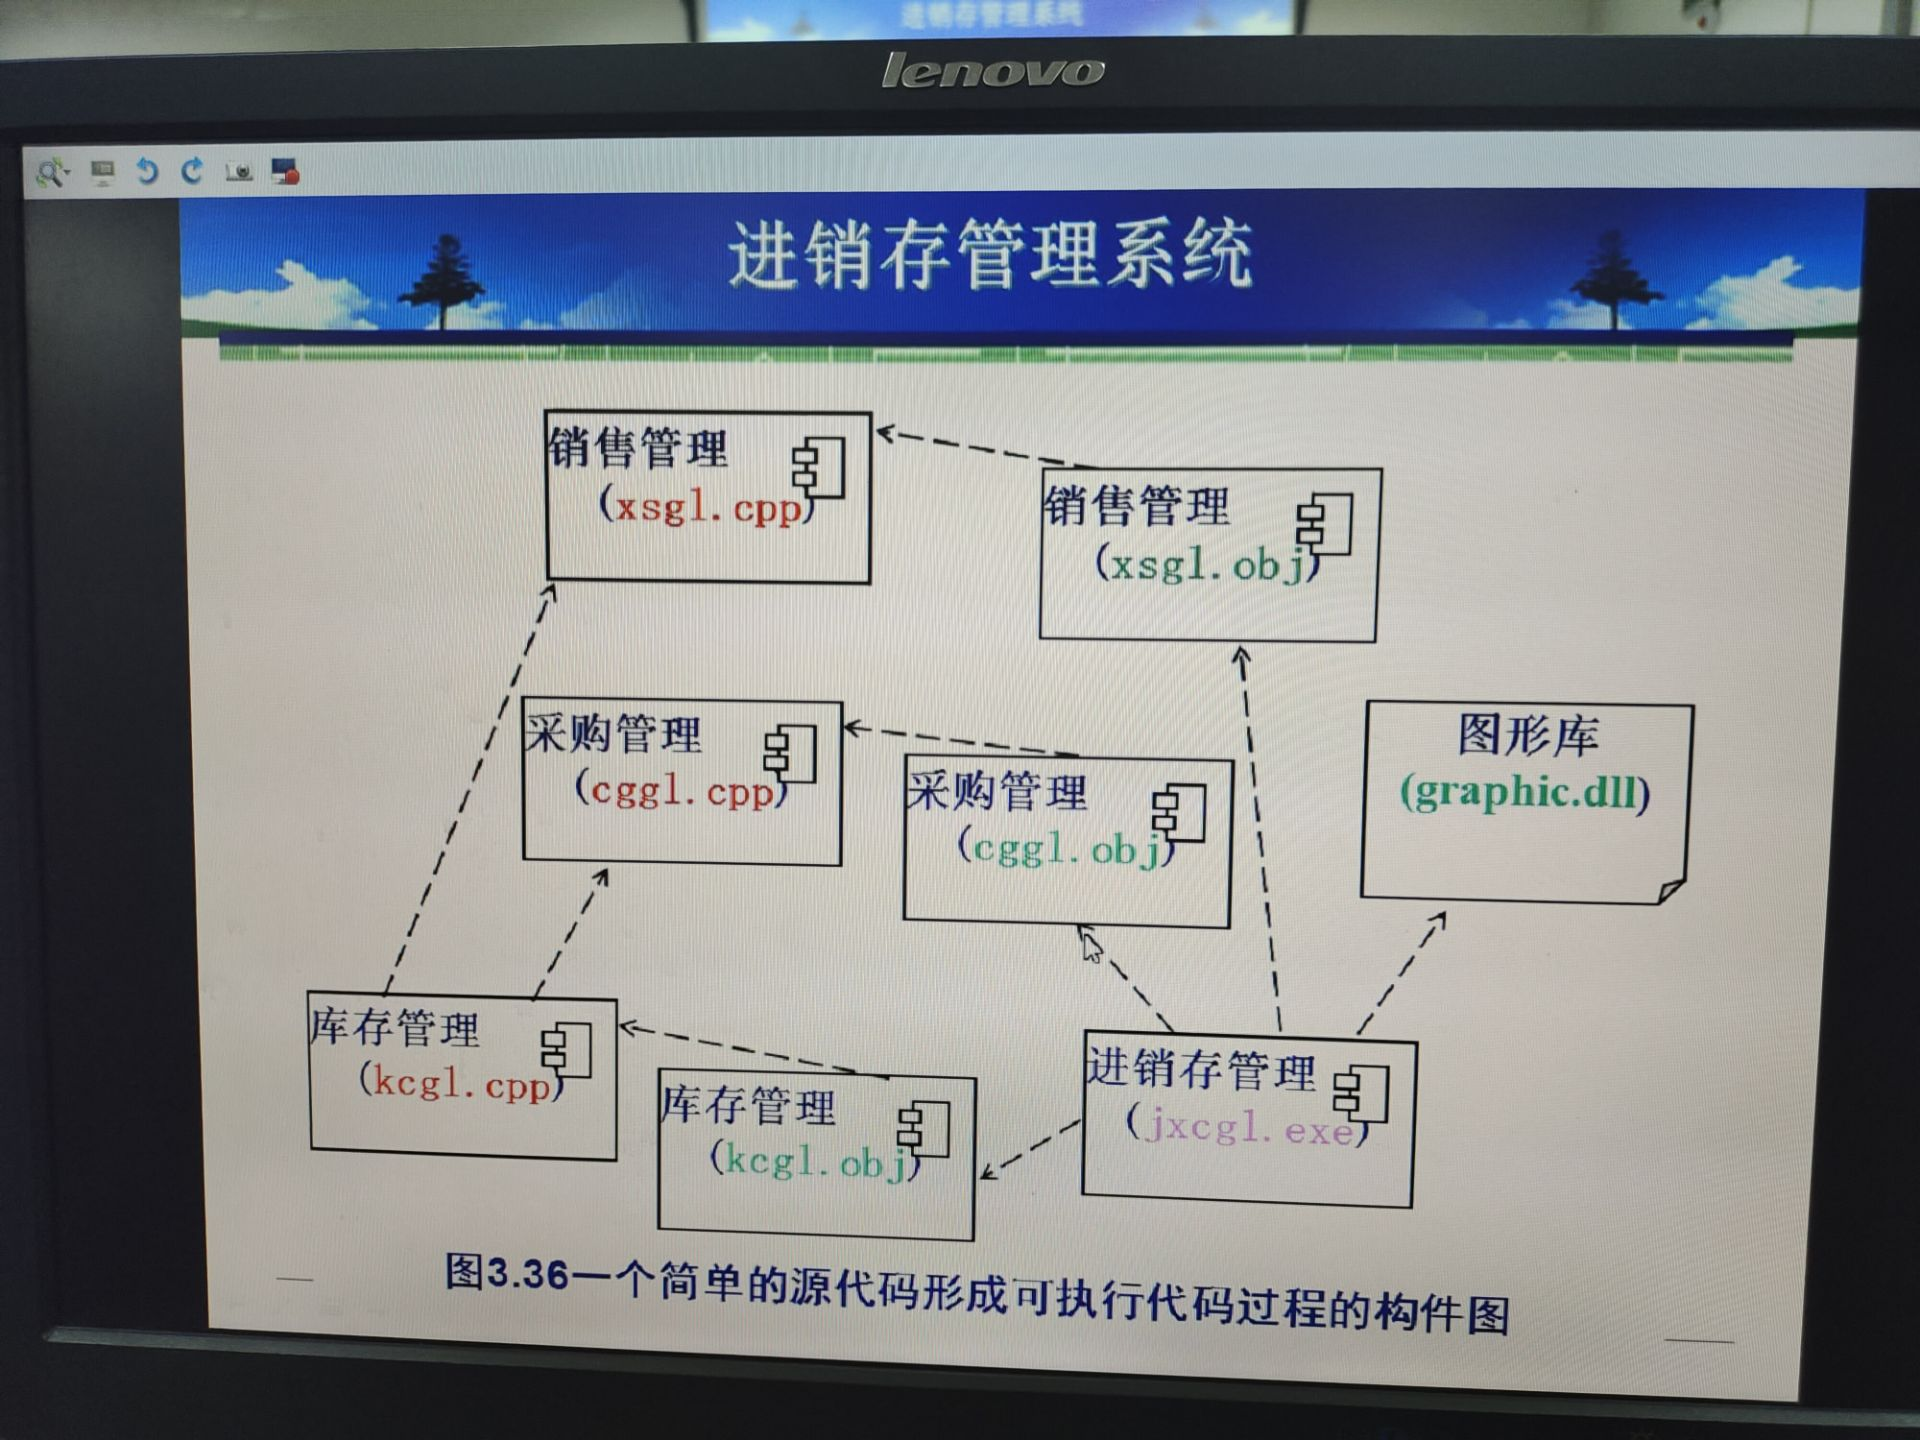 进销存管理系统
lenovo
进销存管理系统
销售管理
(xsgl.cpp)
销售管理
(xsgl.obj)
采购管理
(cggl.cpp)
采购管理
(cggl.obj)
图形库
(graphic.dll)
库存管理
(kcgl.cpp)
库存管理
(kcgl.obj)
进销存管理
(jxcgl.exe)
图3.36一个简单的源代码形成可执行代码过程的构件图